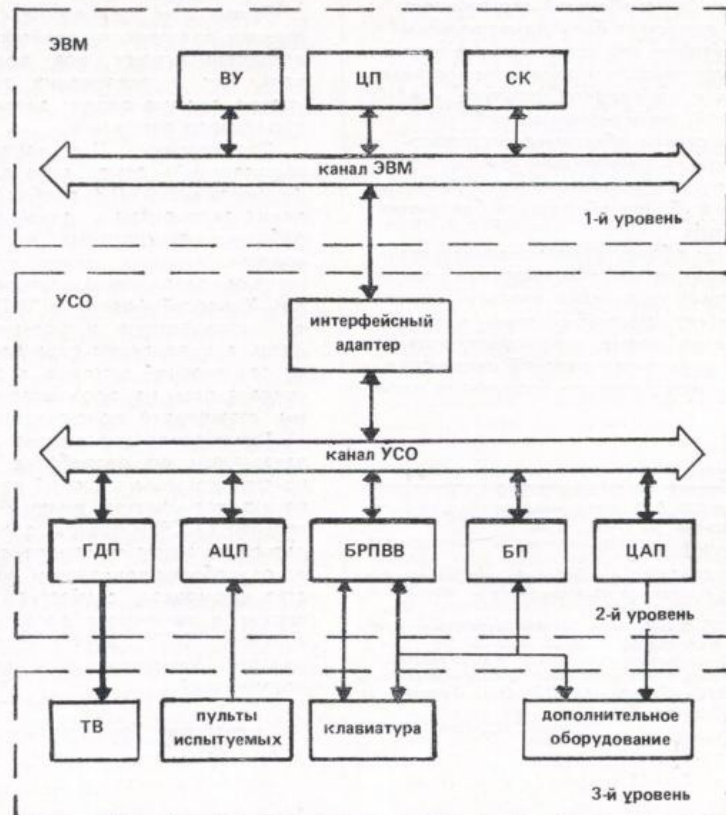 ЭВМ
ВУ
ЦП
СК
канал ЭВМ
1-й уровень
УСО
интерфейсный
адаптер
канал УСО
ГДП
АЦП
БРПВВ
БП
ЦАП
2-й уровень
ТВ
пульты
испытуемых
клавиатура
дополнительное
оборудование
3-й уровень